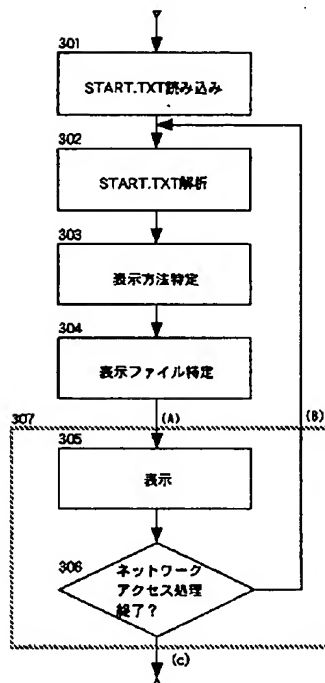 301
START.TXT読み込み
302
START.TXT解析
303
表示方法特定
304
表示ファイル特定
307
(A)
(B)
305
表示
306
ネットワーク
アクセス処理
終了?
(c)